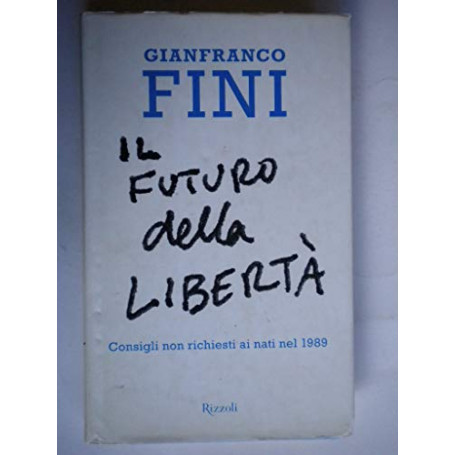 GIANFRANCO
FINI
IL
FUTURO
della
LIBERTÀ
Consigli non richiesti ai nati nel 1989
Rizzoli